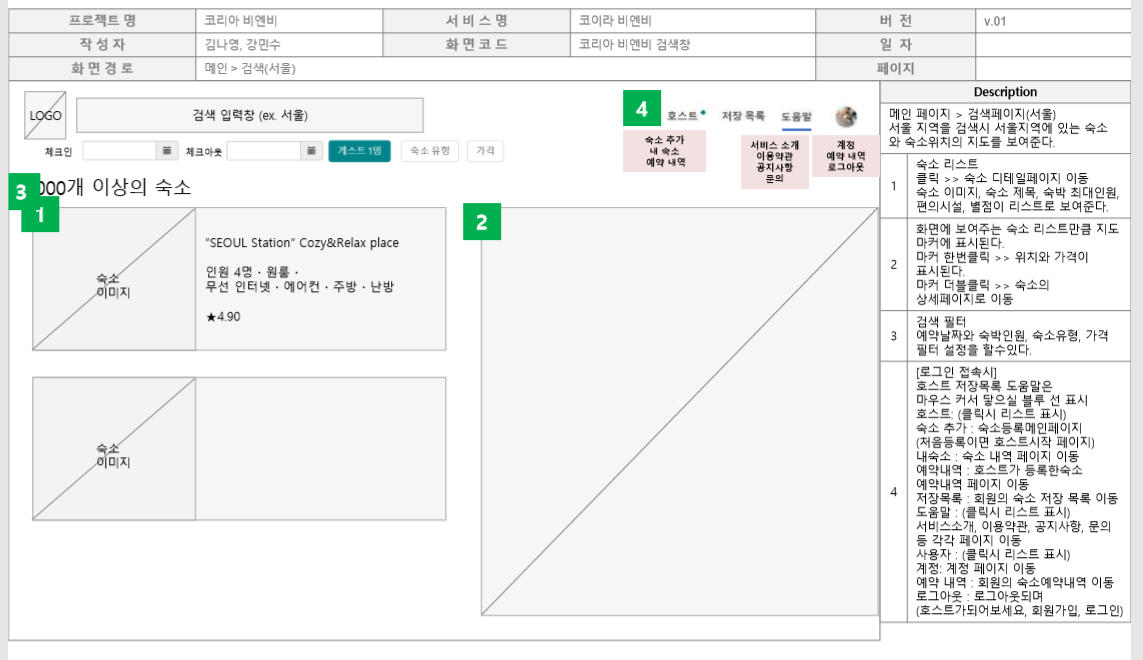 프로젝트 명 코리아 비엔비 서 비 스 명 코이라 비엔비 버 전 v.01
작 성 자 김나영, 강민수 화 면 코 드 코리아 비엔비 검색창 일 자
화 면 경 로 메인 > 검색(서울) 페이지
LOGO
검색 입력창 (ex. 서울)
4
호스트
저장 목록
도움말
숙소 추가
내 숙소
예약 내역
서비스 소개
이용약관
공지사항
문의
계정
예약 내역
로그아웃
체크인
체크아웃
게스트 1명
숙소 유형
가격
3
000개 이상의 숙소
1
숙소
이미지
"SEOUL Station" Cozy&Relax place
인원 4명 · 원룸 ·
무선 인터넷 · 에어컨 · 주방 · 난방
★4.90
숙소
이미지
2
Description
메인 페이지 > 검색페이지(서울)
서울 지역을 검색시 서울지역에 있는 숙소
와 숙소위치의 지도를 보여준다.
1
숙소 리스트
클릭 >> 숙소 디테일페이지 이동
숙소 이미지, 숙소 제목, 숙박 최대인원,
편의시설, 별점이 리스트로 보여준다.
2
화면에 보여주는 숙소 리스트만큼 지도
마커에 표시된다.
마커 한번클릭 >> 위치와 가격이
표시된다.
마커 더블클릭 >> 숙소의
상세페이지로 이동
3
검색 필터
예약날짜와 숙박인원, 숙소유형, 가격
필터 설정을 할수있다.
4
[로그인 접속시]
호스트 저장목록 도움말은
마우스 커서 닿으실 블루 선 표시
호스트: (클릭시 리스트 표시)
숙소 추가 : 숙소등록메인페이지
(처음등록이면 호스트시작 페이지)
내숙소 : 숙소 내역 페이지 이동
예약내역 : 호스트가 등록한숙소
예약내역 페이지 이동
저장목록 : 회원의 숙소 저장 목록 이동
도움말 : (클릭시 리스트 표시)
서비스소개, 이용약관, 공지사항, 문의
등 각각 페이지 이동
사용자 : (클릭시 리스트 표시)
계정: 계정 페이지 이동
예약 내역 : 회원의 숙소예약내역 이동
로그아웃 : 로그아웃되며
(호스트가되어보세요, 회원가입, 로그인)